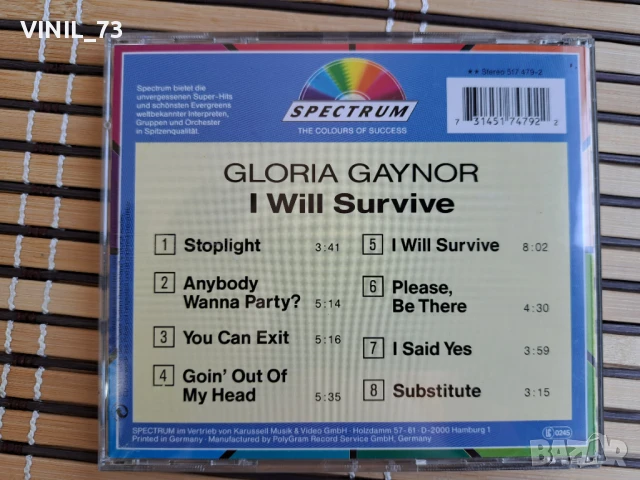 VINIL_73
Spectrum bietet die
unvergessenen Super-Hits
und schönsten Evergreens
weltbekannter Interpreten,
Gruppen und Orchester
in Spitzenqualität.
SPECTRUM
THE COLOURS OF SUCCESS
★★ Stereo 517 479-2
7 31451 74792 2
GLORIA GAYNOR
I Will Survive
1 Stoplight 3:41
2 Anybody
Wanna Party? 5:14
3 You Can Exit 5:16
4 Goin' Out Of
My Head 5:35
5 I Will Survive 8:02
6 Please,
Be There 4:30
7 I Said Yes 3:59
8 Substitute 3:15
SPECTRUM im Vertrieb von Karussell Musik & Video GmbH · Holzdamm 57-61 · D-2000 Hamburg 1
Printed in Germany · Manufactured by PolyGram Record Service GmbH, Germany
0245
BAZAR